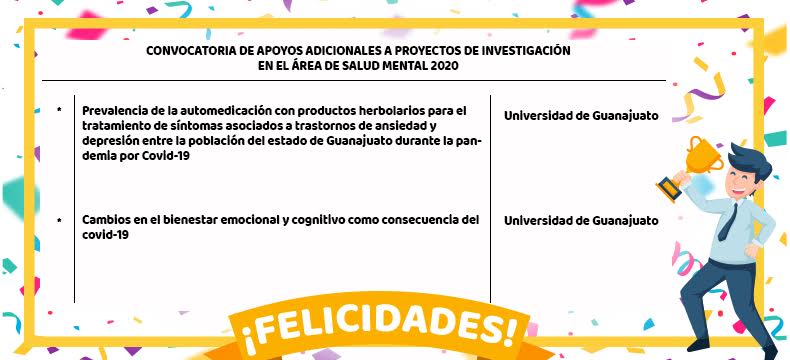 CONVOCATORIA DE APOYOS ADICIONALES A PROYECTOS DE INVESTIGACIÓN
EN EL ÁREA DE SALUD MENTAL 2020
* Prevalencia de la automedicación con productos herbolarios para el
tratamiento de síntomas asociados a trastornos de ansiedad y
depresión entre la población del estado de Guanajuato durante la pan-
demia por Covid-19
Universidad de Guanajuato
* Cambios en el bienestar emocional y cognitivo como consecuencia del
covid-19
Universidad de Guanajuato
¡FELICIDADES!